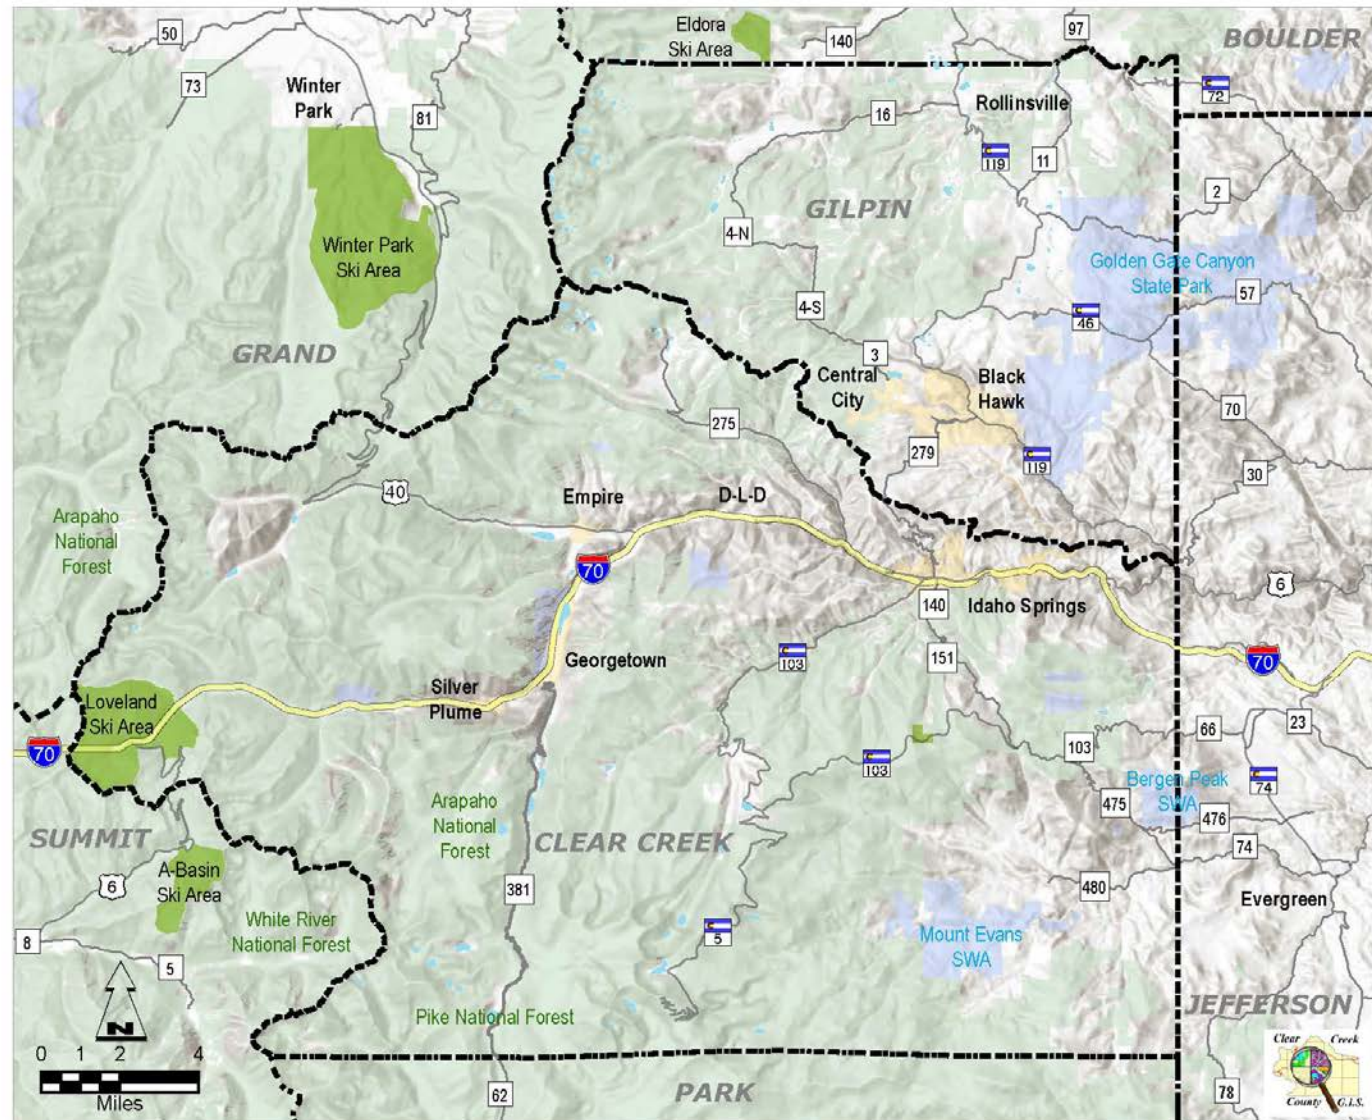 Eldora
Ski Area
50
140
97
BOULDER
73
Winter
Park
81
72
Rollinsville
16
119
11
2
GILPIN
4-N
Winter Park
Ski Area
Golden Gate Canyon
State Park
57
4-S
46
GRAND
3
Central
City
Black
Hawk
275
70
279
119
30
40
Empire
D-L-D
Arapaho
National
Forest
70
6
140
Idaho Springs
103
151
70
Georgetown
Silver
Plume
Loveland
Ski Area
70
66
23
103
103
Bergen Peak
SWA
74
475
476
Arapaho
National
Forest
SUMMIT
CLEAR CREEK
74
A-Basin
Ski Area
6
381
480
Evergreen
White River
National Forest
8
5
5
Mount Evans
SWA
Pike National Forest
JEFFERSON
N
0 1 2 4
Miles
62
PARK
78
Clear Creek
County G.I.S.